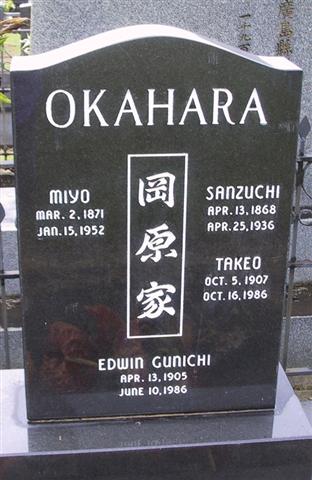 OKAHARA
MIYO
MAR. 2, 1871
JAN. 15, 1952
岡原家
SANZUCHI
APR. 13, 1868
APR. 25, 1936
TAKEO
OCT. 5, 1907
OCT. 16, 1986
EDWIN GUNICHI
APR. 13, 1905
JUNE 10, 1986